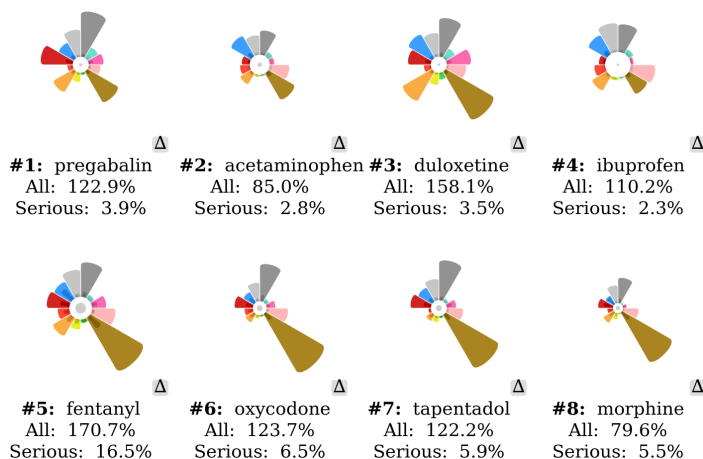 Δ Δ Δ Δ
#1: pregabalin #2: acetaminophen #3: duloxetine #4: ibuprofen
All: 122.9% All: 85.0% All: 158.1% All: 110.2%
Serious: 3.9% Serious: 2.8% Serious: 3.5% Serious: 2.3%
Δ Δ Δ Δ
#5: fentanyl #6: oxycodone #7: tapentadol #8: morphine
All: 170.7% All: 123.7% All: 122.2% All: 79.6%
Serious: 16.5% Serious: 6.5% Serious: 5.9% Serious: 5.5%